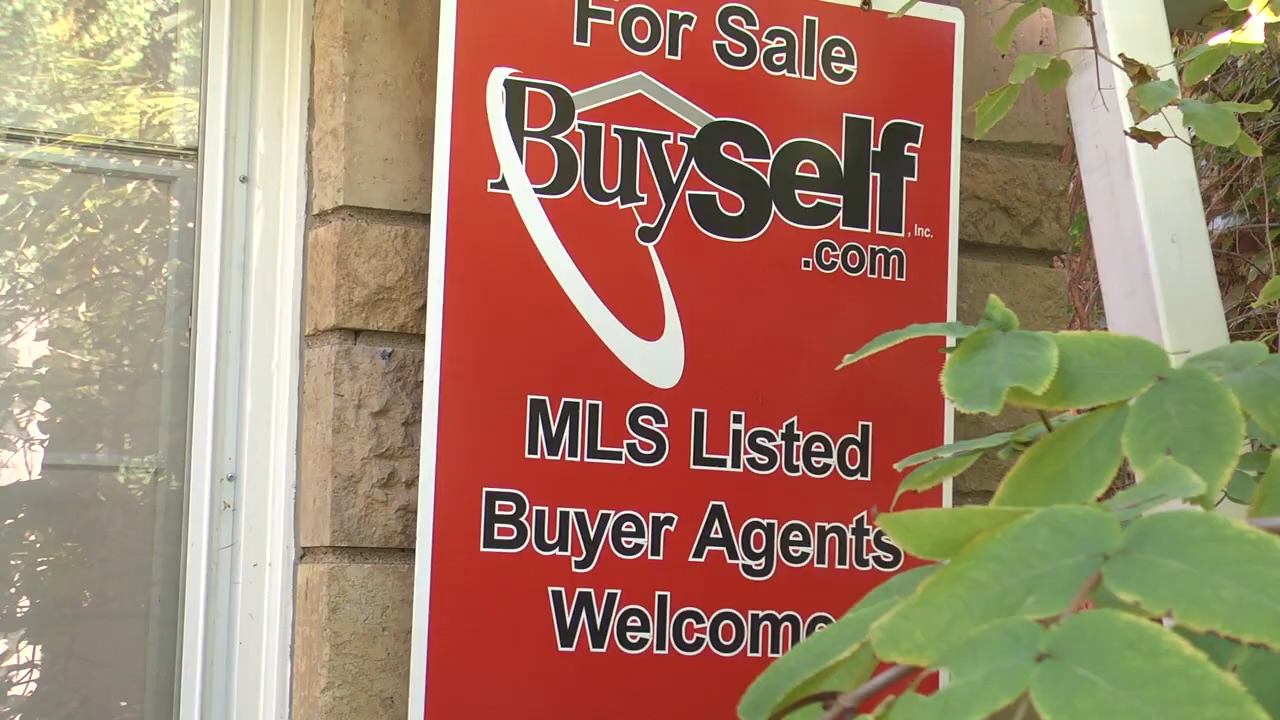 For Sale
BuySelf
, Inc.
.com
MLS Listed
Buyer Agents
Welcome